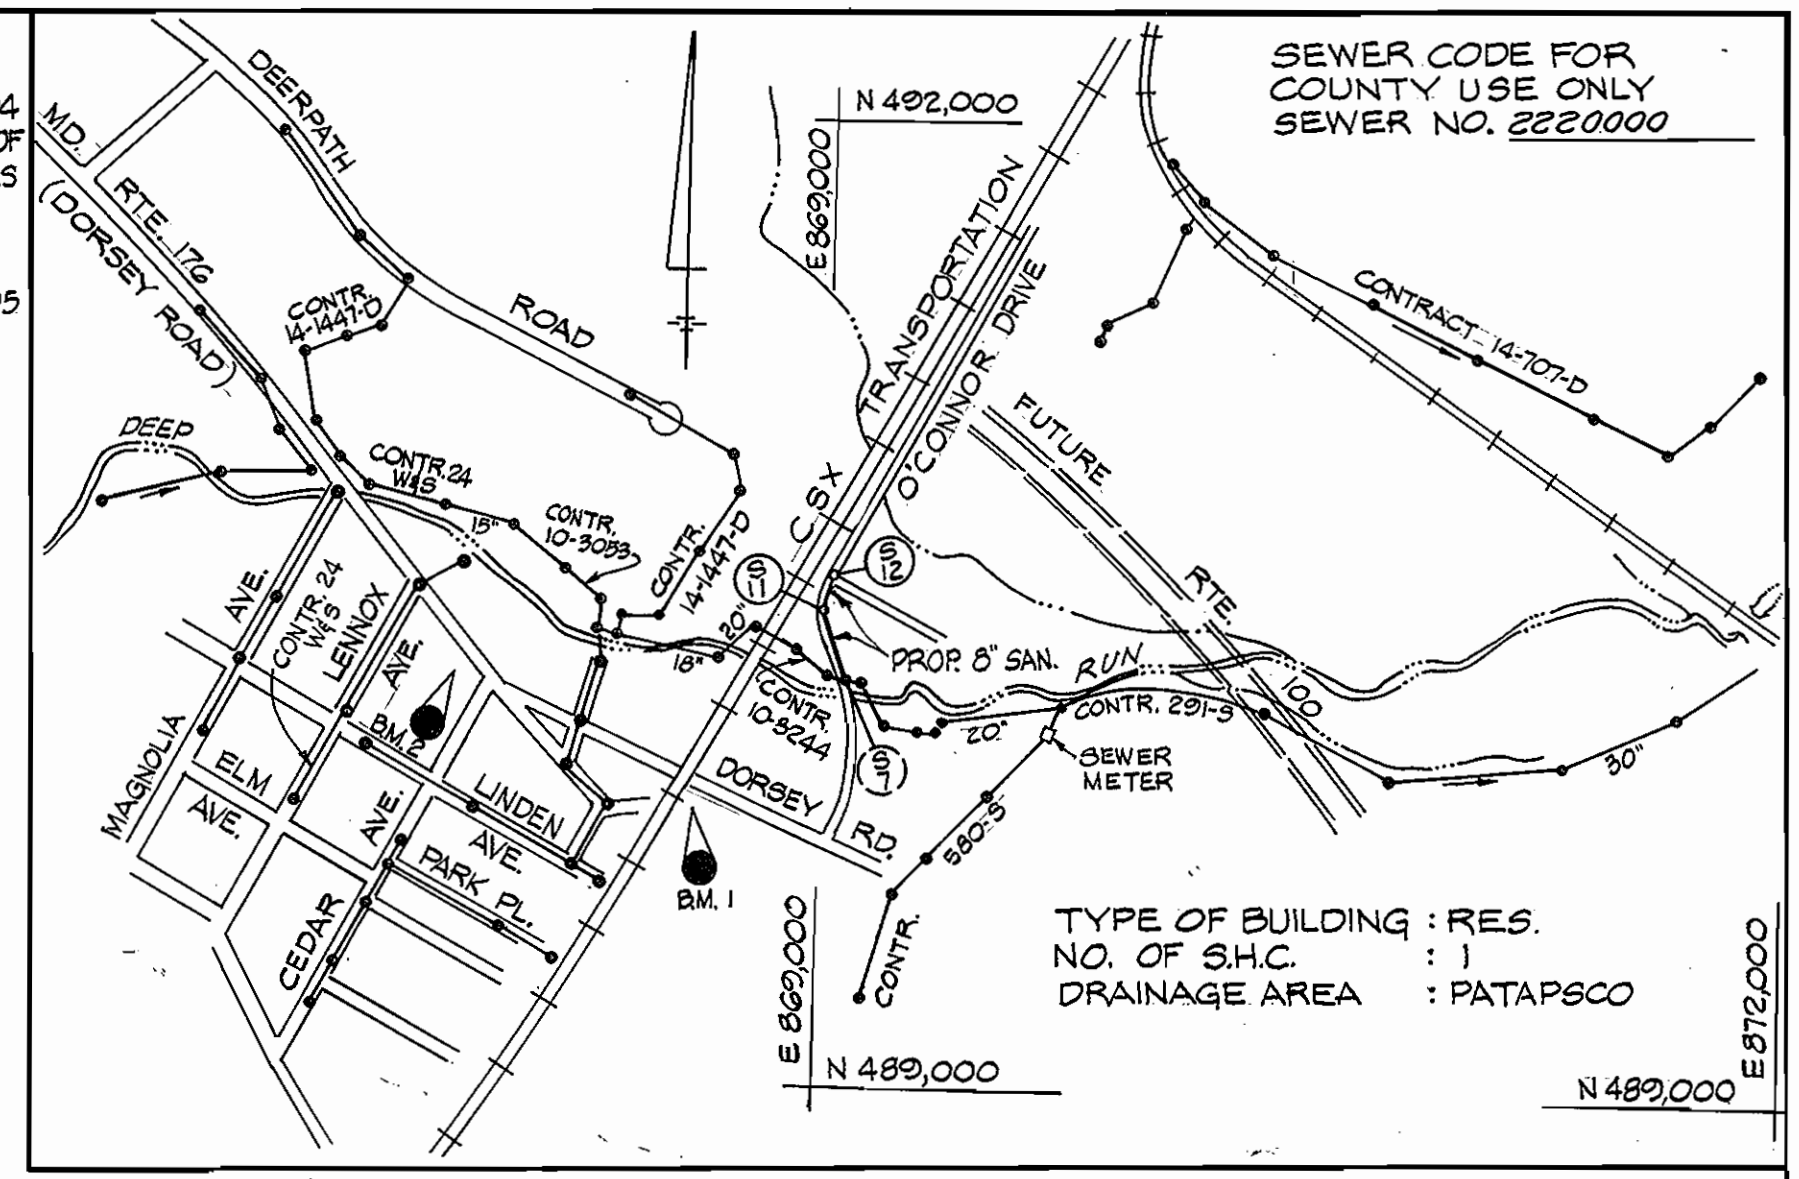 SEWER CODE FOR
COUNTY USE ONLY
SEWER NO. 2220000
N 492,000
E 869,000
DEERPATH
ROAD
MD.
RTE. 176
(DORSEY ROAD)
CONTR.
14-1447-D
TRANSPORTATION
CSX
O'CONNOR DRIVE
CONTRACT 14-707-D
FUTURE
RTE.
100
DEEP
CONTR. 24
W&S
15"
CONTR.
10-3053
CONTR.
14-1447-D
S
11
S
12
20"
18"
PROP. 8" SAN.
RUN
CONTR.
10-3244
CONTR. 291-S
20"
SEWER
METER
30"
S
7
AVE.
CONTR. 24
W&S
LENNOX
AVE.
B.M. 2
MAGNOLIA
ELM
AVE.
LINDEN
AVE.
DORSEY
RD.
AVE.
PARK PL.
CEDAR
B.M. 1
580-S
CONTR.
TYPE OF BUILDING : RES.
NO. OF S.H.C. : 1
DRAINAGE AREA : PATAPSCO
E 869,000
N 489,000
E 872,000
N 489,000
4
OF
S
5